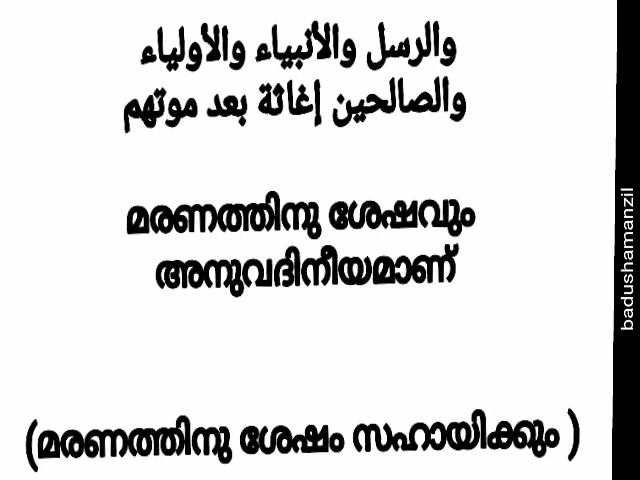 والرسل والأنبياء والأولياء
والصالحين إغاثة بعد موتهم
മരണത്തിനു ശേഷവും
അനുവദിനീയമാണ്
(മരണത്തിനു ശേഷം സഹായിക്കും )
badushamanzil